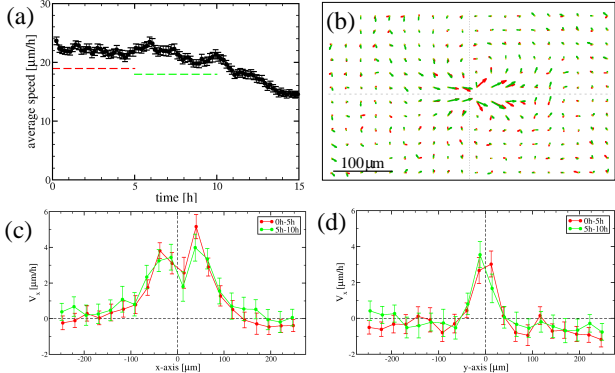 (a)
average speed [μm/h]
30
20
10
0
0 5 10 15
time [h]
(b)
100μm
(c)
0h-5h
5h-10h
V [μm/h]
6
4
2
0
-2
-200 -100 0 100 200
x-axis [μm]
(d)
0h-5h
5h-10h
V [μm/h]
6
4
2
0
-2
-200 -100 0 100 200
y-axis [μm]